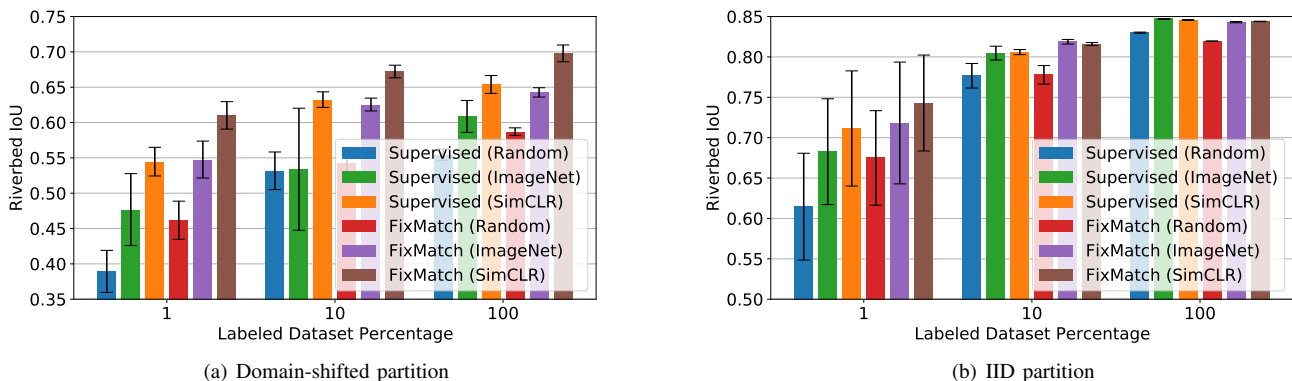 0.75
0.70
0.65
0.60
0.55
0.50
0.45
0.40
0.35
Riverbed IoU
Supervised (Random)
Supervised (ImageNet)
Supervised (SimCLR)
FixMatch (Random)
FixMatch (ImageNet)
FixMatch (SimCLR)
1 10 100
Labeled Dataset Percentage
(a) Domain-shifted partition
0.85
0.80
0.75
0.70
0.65
0.60
0.55
0.50
Riverbed IoU
Supervised (Random)
Supervised (ImageNet)
Supervised (SimCLR)
FixMatch (Random)
FixMatch (ImageNet)
FixMatch (SimCLR)
1 10 100
Labeled Dataset Percentage
(b) IID partition